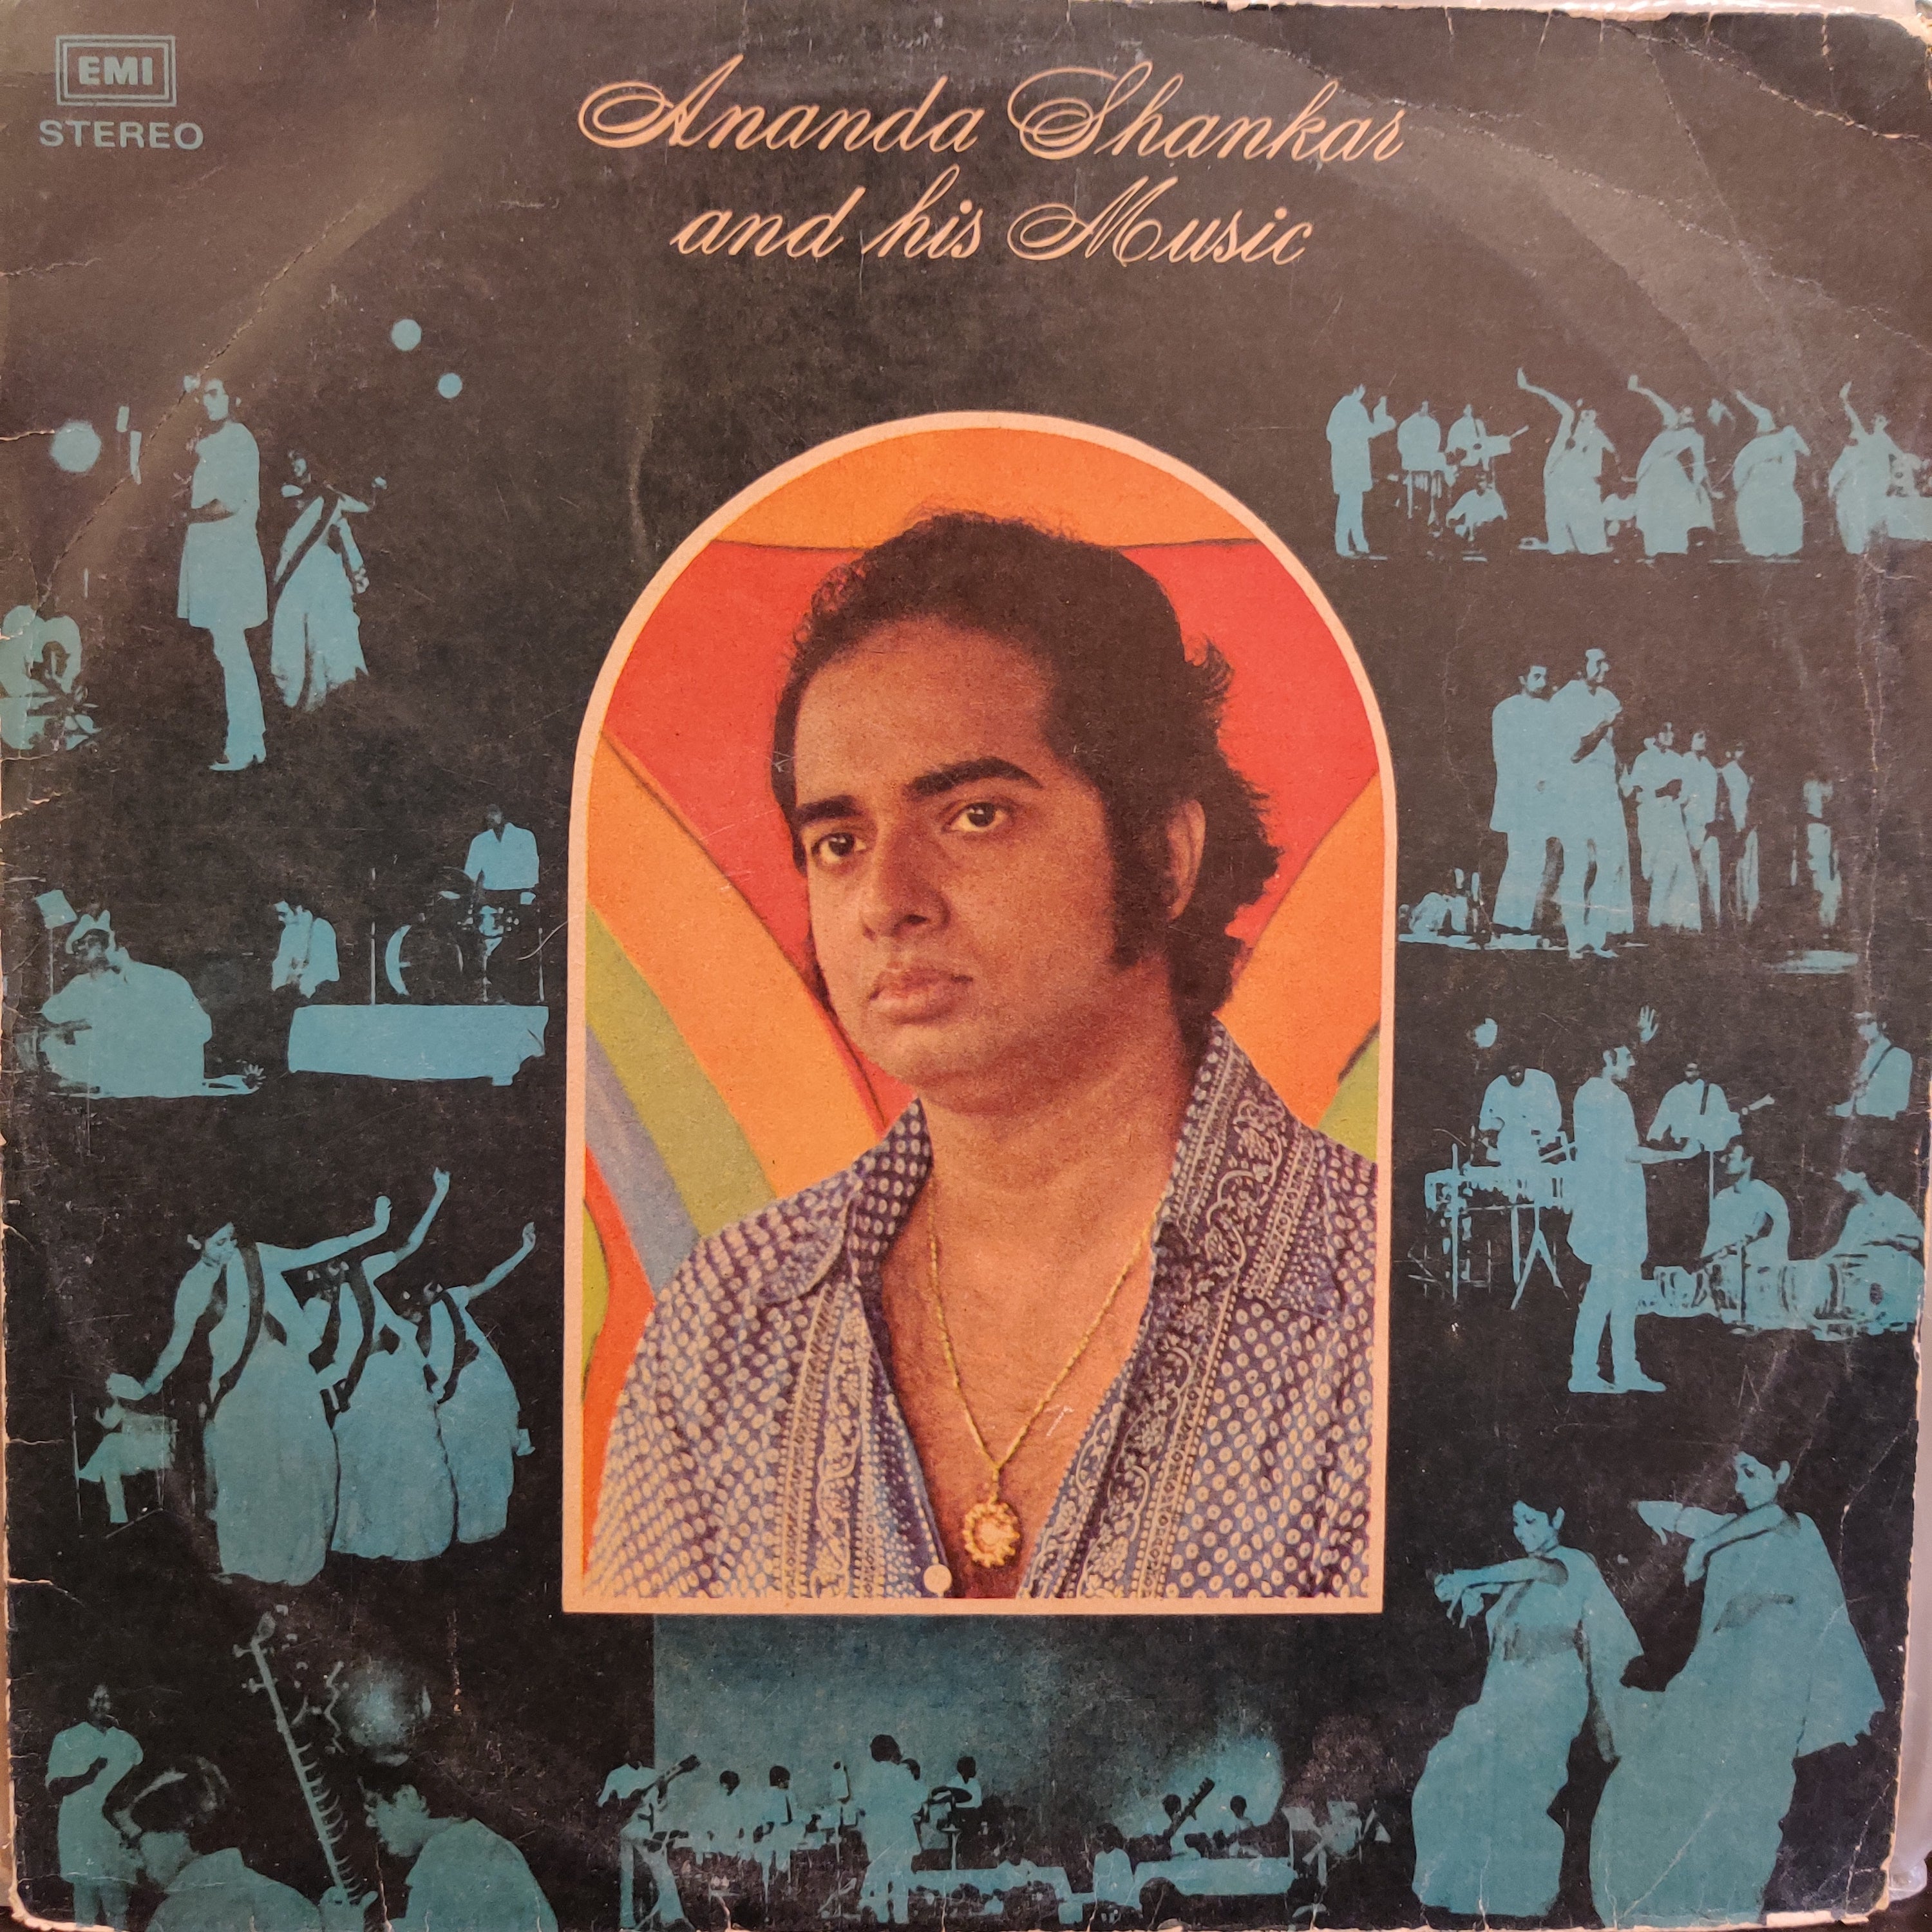 EMI
STEREO
Ananda Shankar
and his Music